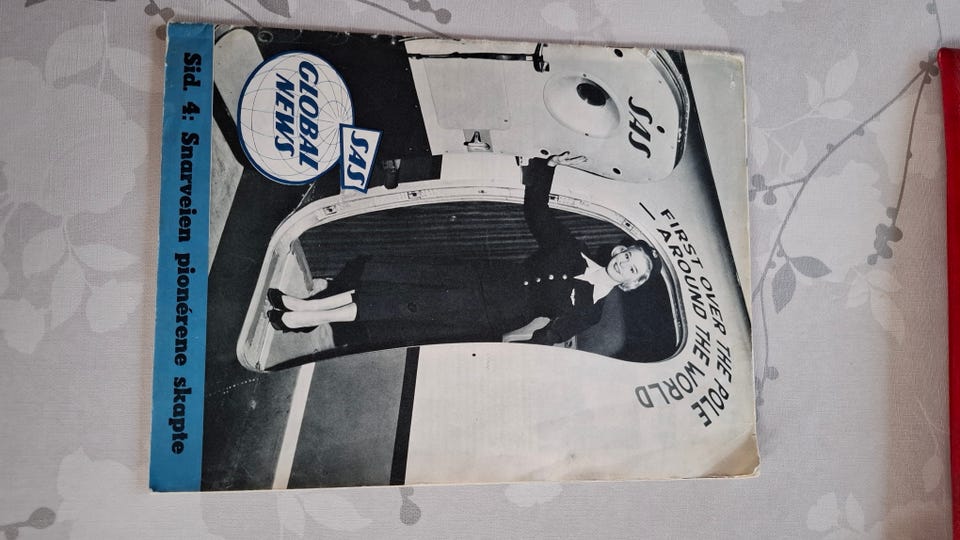 FIRST OVER THE POLE
– AROUND THE WORLD
SAS
GLOBAL
NEWS
SAS
Sid. 4: Snarveien pionérene skapte